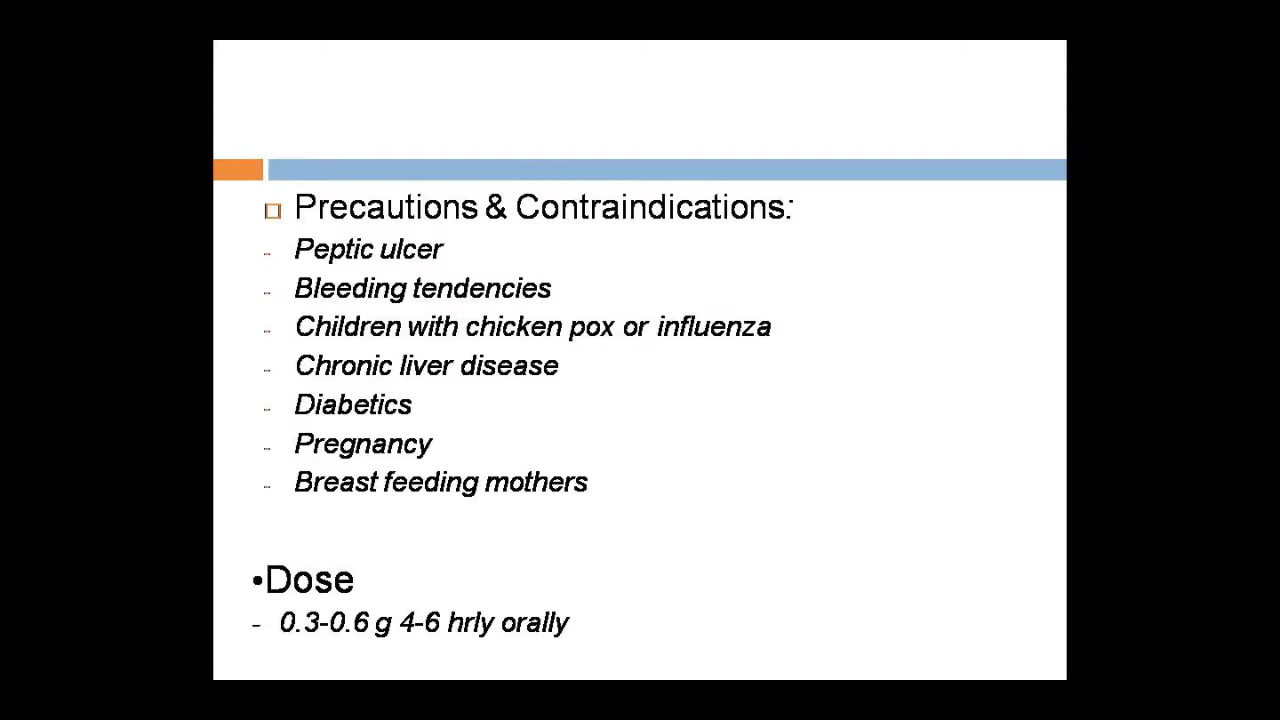 Precautions & Contraindications:
- Peptic ulcer
- Bleeding tendencies
- Children with chicken pox or influenza
- Chronic liver disease
- Diabetics
- Pregnancy
- Breast feeding mothers
•Dose
- 0.3-0.6 g 4-6 hrly orally